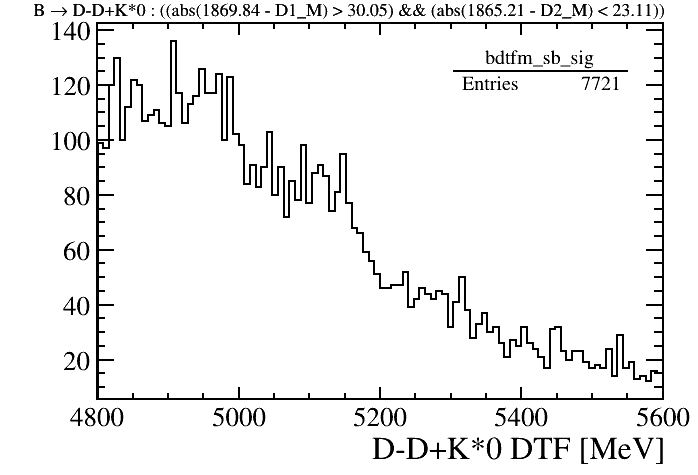 B → D-D+K*0 : ((abs(1869.84 - D1_M) > 30.05) && (abs(1865.21 - D2_M) < 23.11))
140
120
100
80
60
40
20
bdtfm_sb_sig
Entries 7721
4800 5000 5200 5400 5600
D-D+K*0 DTF [MeV]